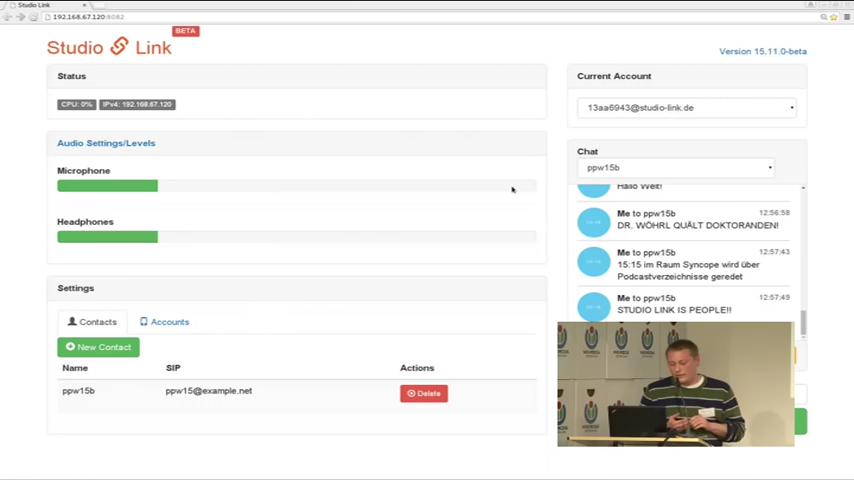 Studio Link
192.168.67.120:8082
Studio Link
BETA
Version 15.11.0-beta
Status
CPU: 0%
IPv4: 192.168.67.120
Audio Settings/Levels
Microphone
Headphones
Settings
Contacts
Accounts
New Contact
Name
SIP
Actions
ppw15b
ppw15@example.net
Delete
Current Account
13aa6943@studio-link.de
Chat
ppw15b
Hallo Welt!
Me to ppw15b
12:56:58
DR. WÖHRL QUÄLT DOKTORANDEN!
Me to ppw15b
12:57:43
15:15 im Raum Syncope wird über
Podcastverzeichnisse geredet
Me to ppw15b
12:57:49
STUDIO LINK IS PEOPLE!!
WIKIMEDIA
WIKIMEDIA